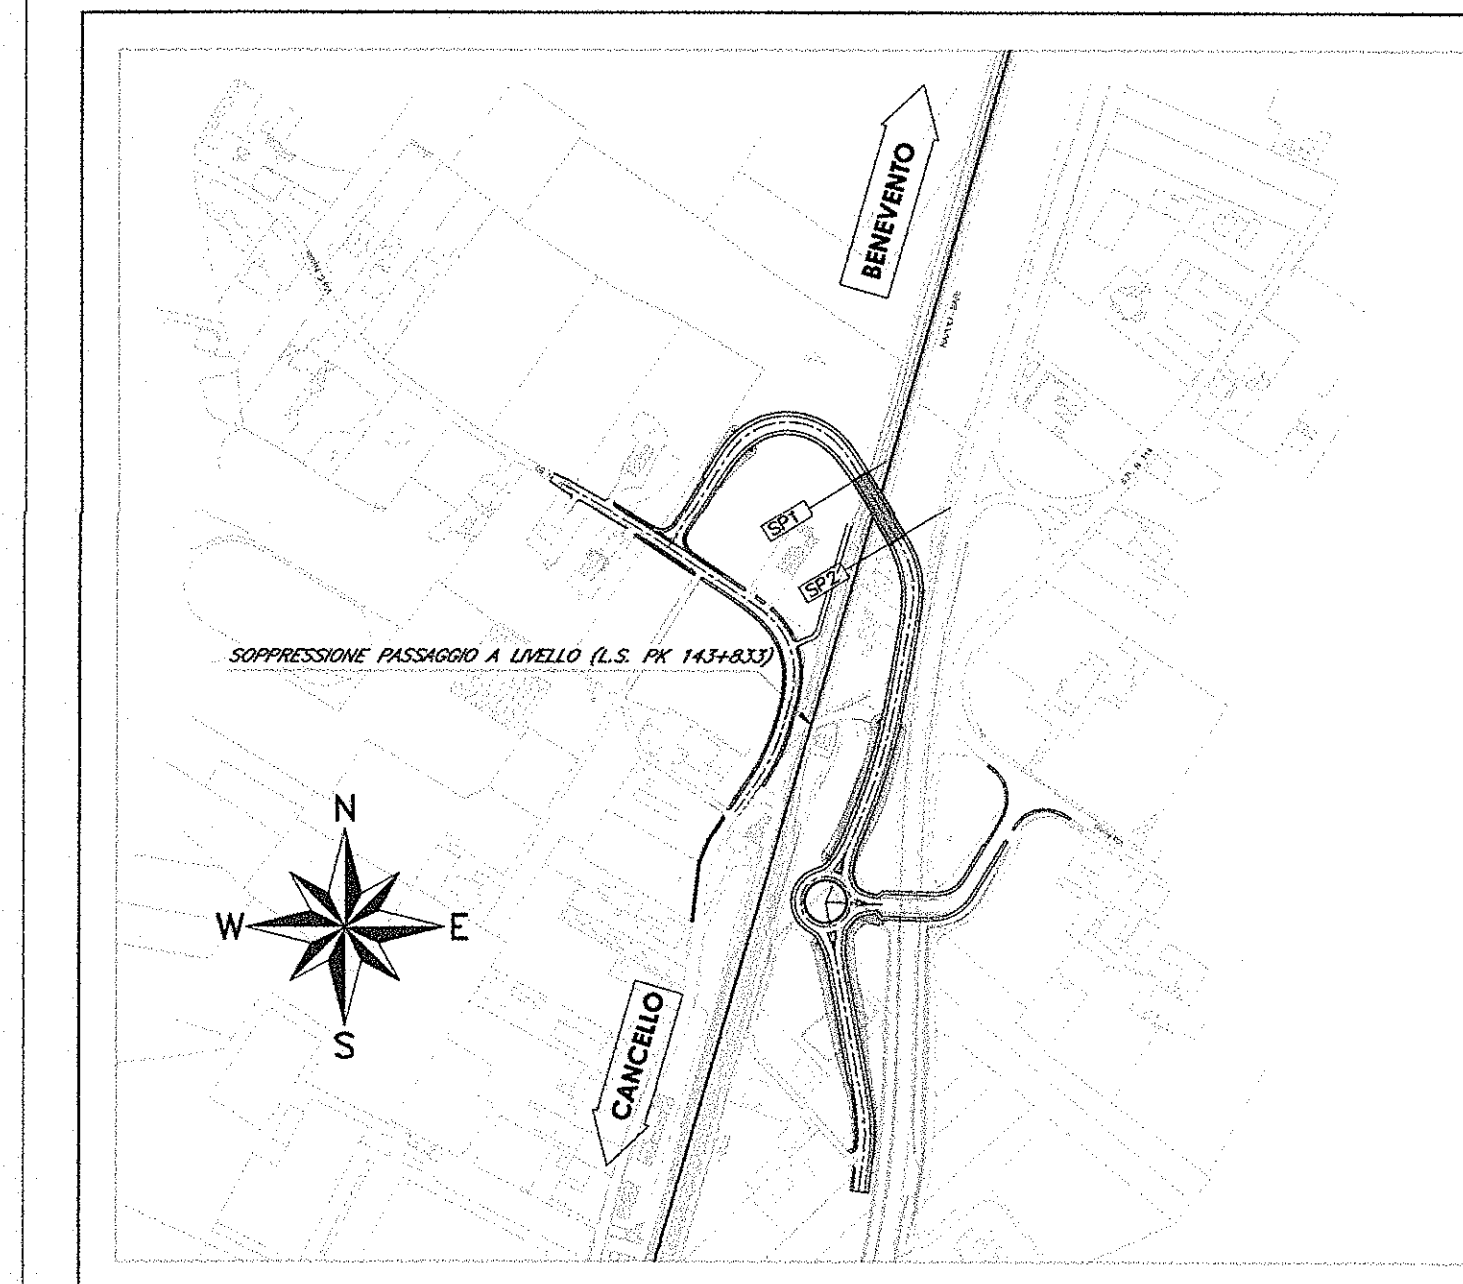 BENEVENTO
SP1
SP2
SOPPRESSIONE PASSAGGIO A LIVELLO (L.S. PK 143+833)
N
W
E
S
CANCELLO